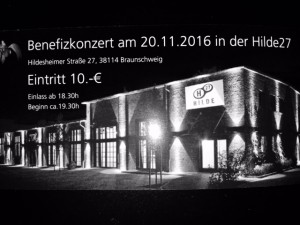 Benefizkonzert am 20.11.2016 in der Hilde27
Hildesheimer Straße 27, 38114 Braunschweig
Eintritt 10.-€
Einlass ab 18.30h
Beginn ca.19.30h
H 27
HILDE